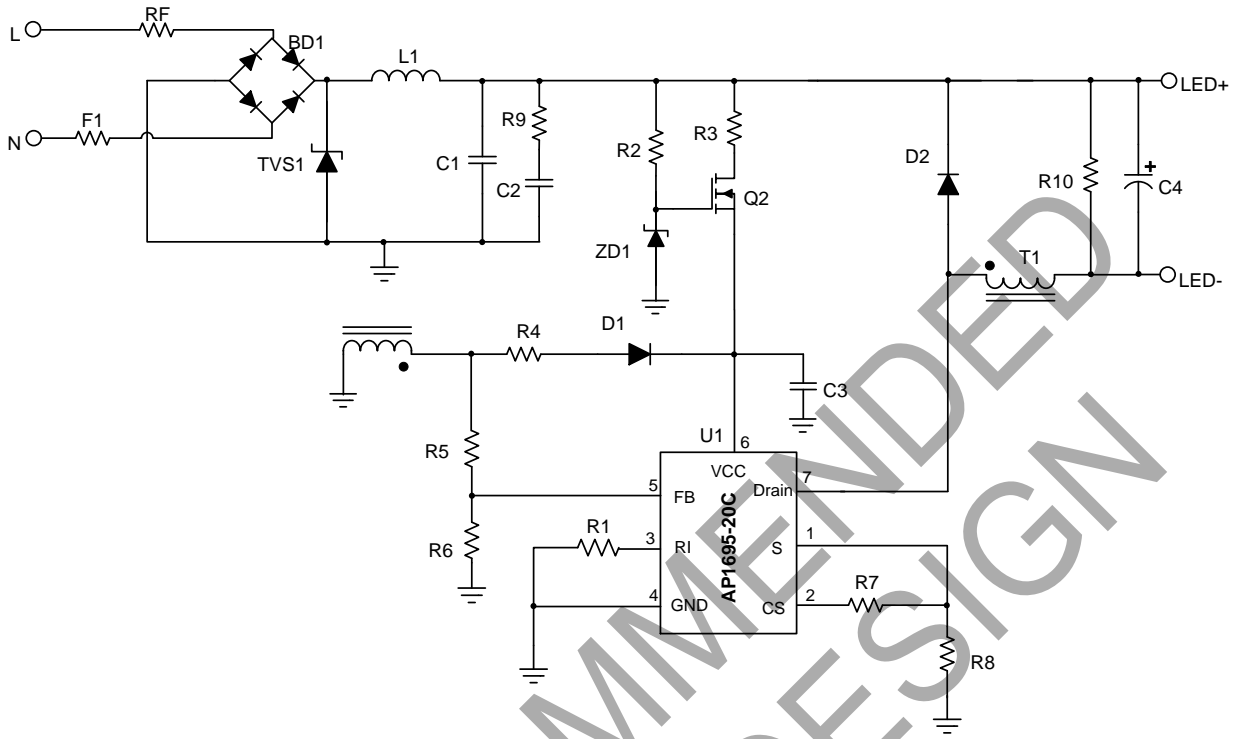 RF
L
BD1
L1
LED+
F1
N
R9
R3
R2
TVS1
C1
C2
D2
R10
+
C4
Q2
ZD1
T1
LED-
R4
D1
C3
U1
6
R5
VCC
7
5
FB
Drain
AP1695-20C
R1
3
RI
S
1
R6
R7
4
GND
CS
2
R8
MMENDED
ESIGN